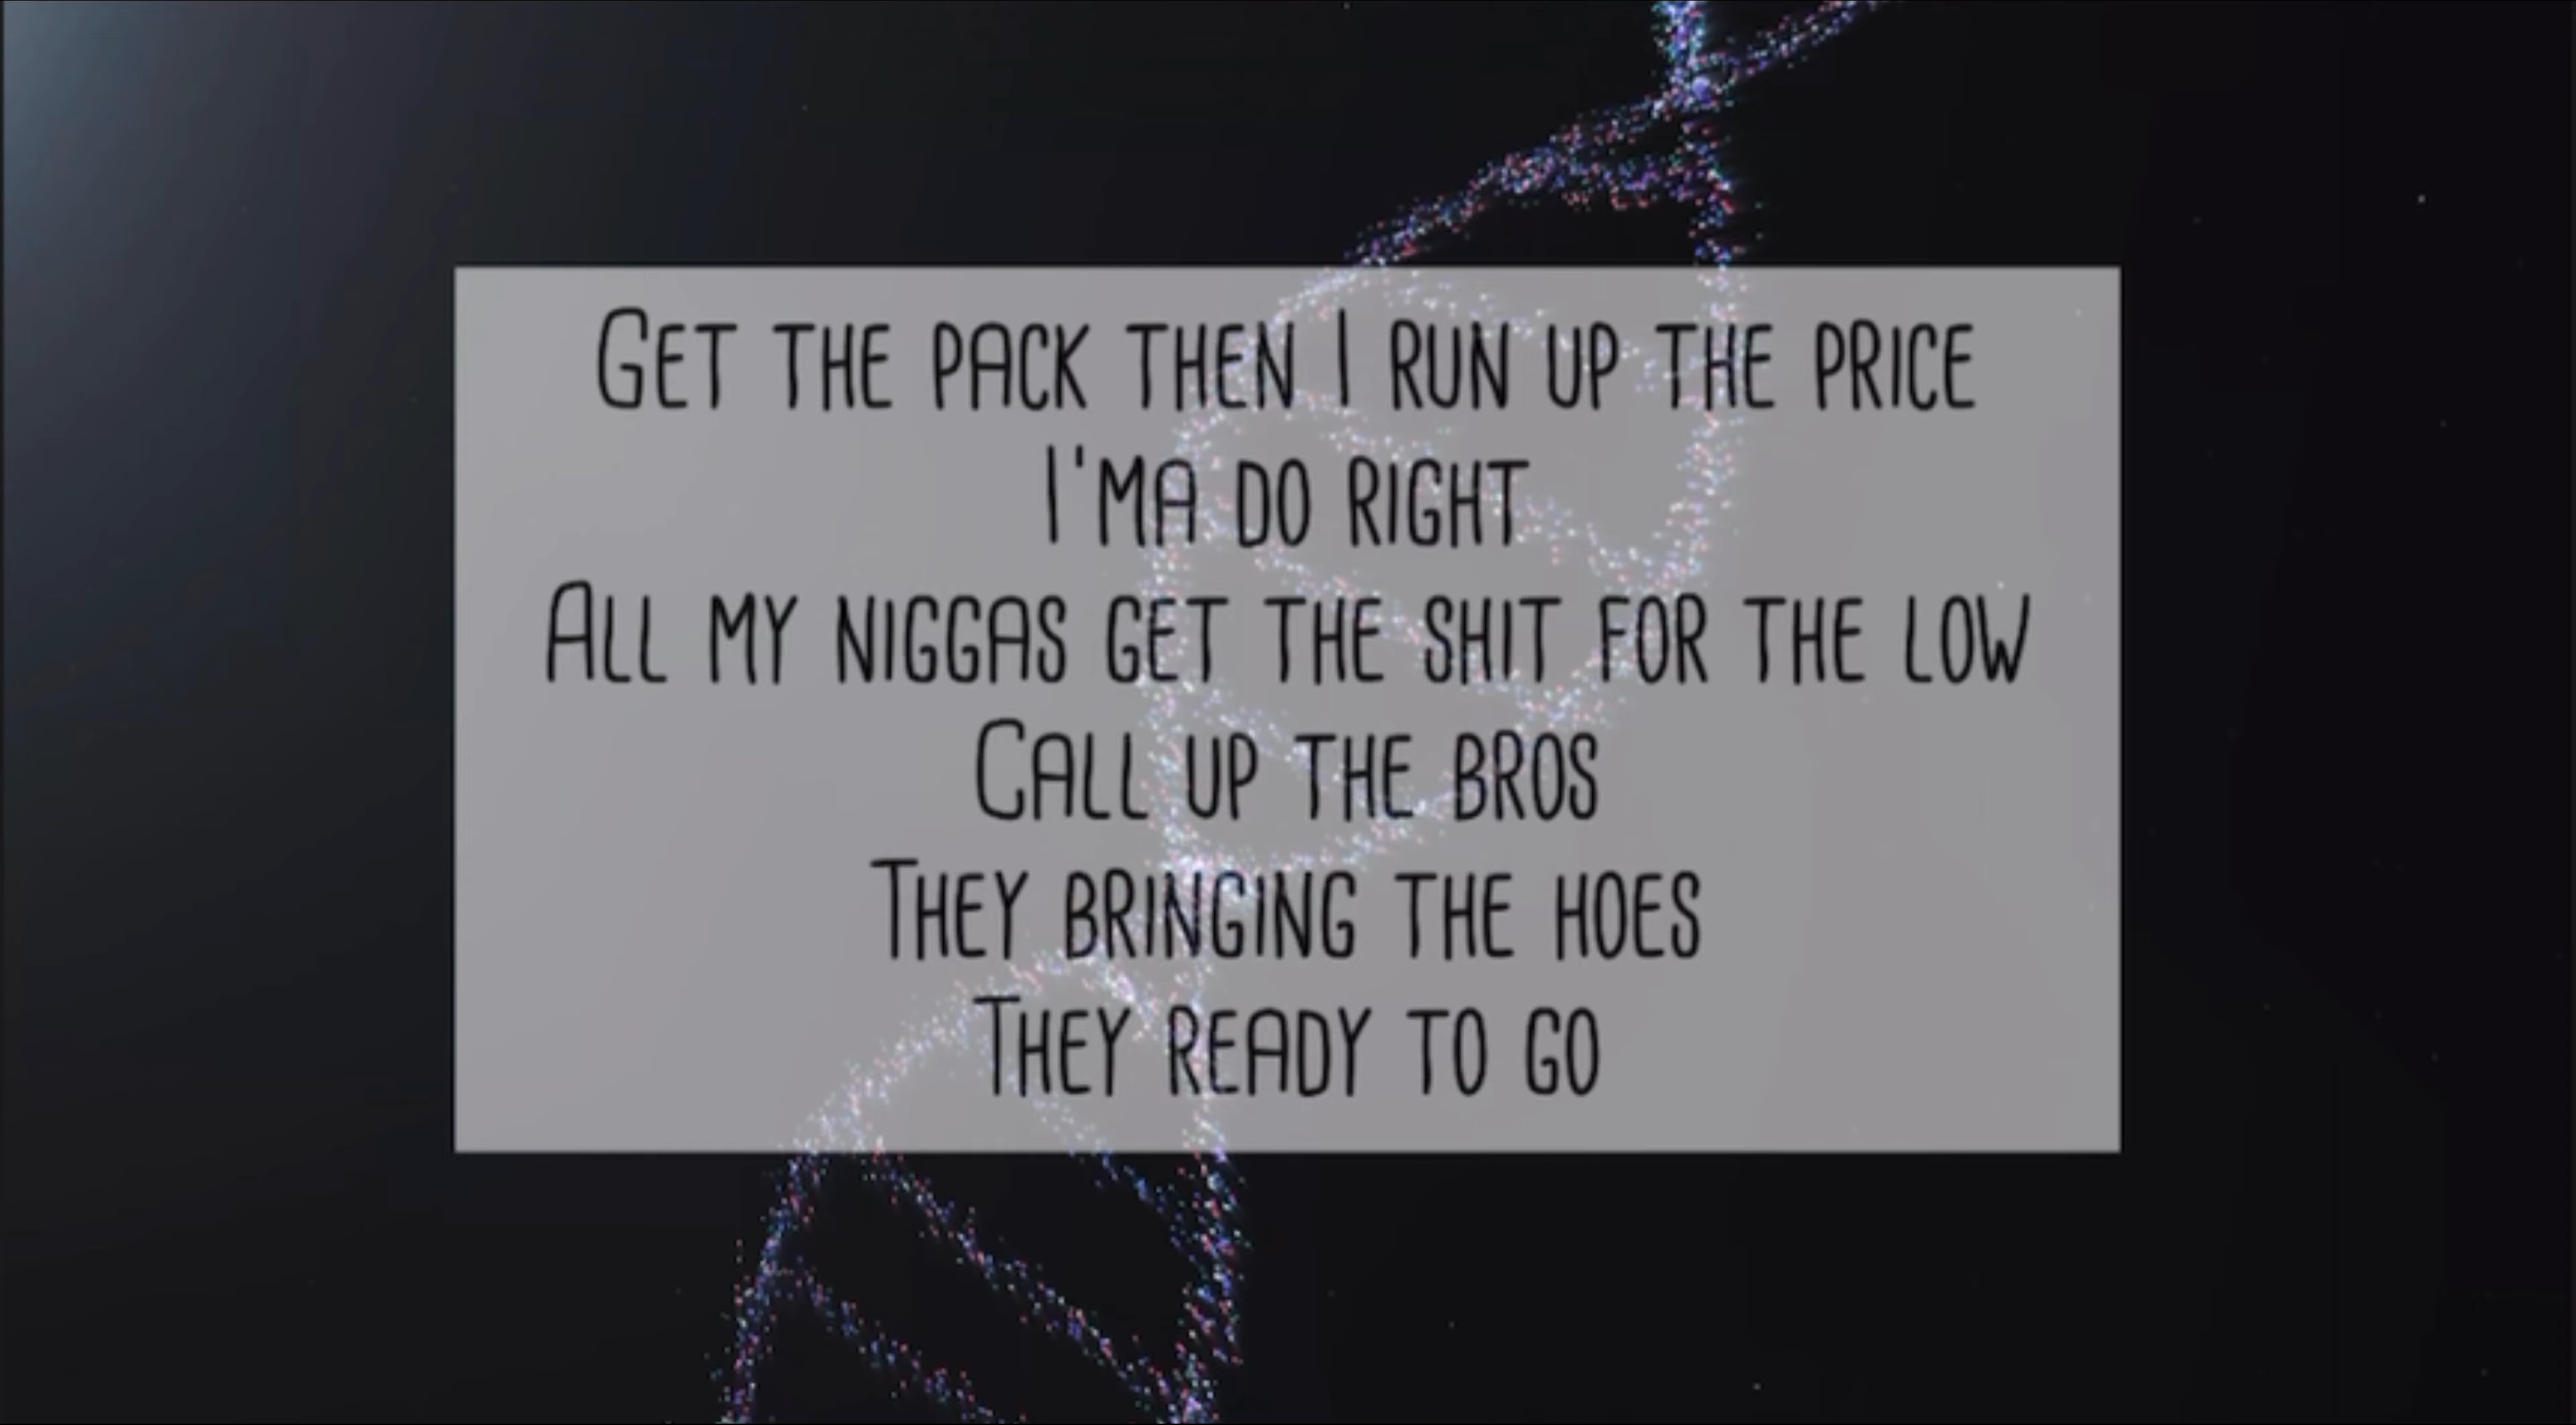 Get the pack then I run up the price
I'ma do right
All my niggas get the shit for the low
Call up the bros
They bringing the hoes
They ready to go